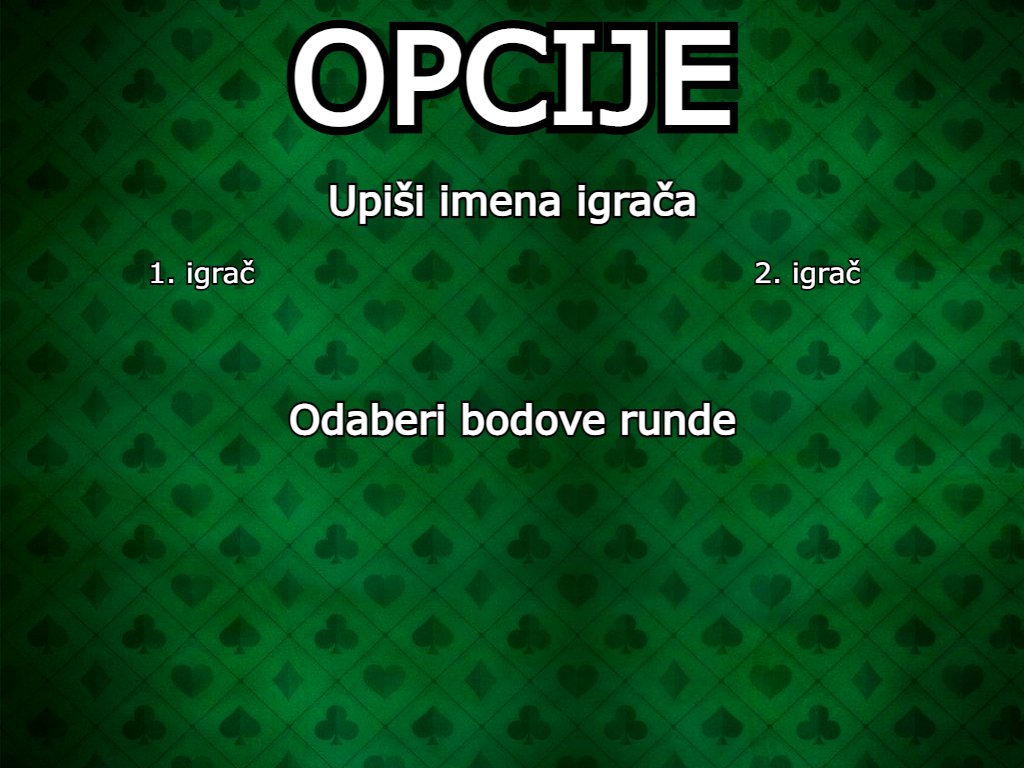 OPCIJE
Upiši imena igrača
1. igrač
2. igrač
Odaberi bodove runde